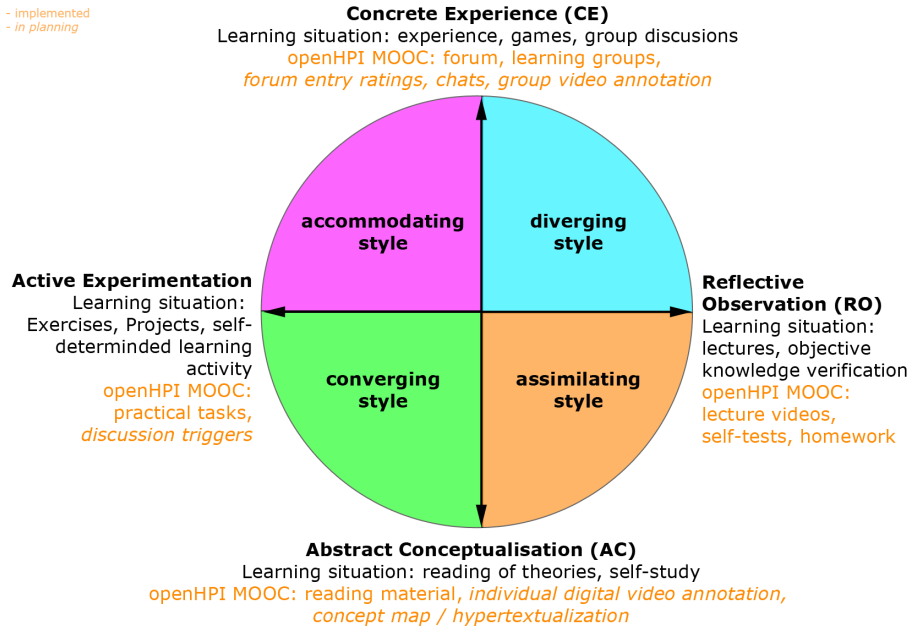 - implemented
- in planning
Concrete Experience (CE)
Learning situation: experience, games, group discusions
openHPI MOOC: forum, learning groups,
forum entry ratings, chats, group video annotation
accommodating
style
diverging
style
Active Experimentation
Learning situation:
Exercises, Projects, self-
determinded learning
activity
openHPI MOOC:
practical tasks,
discussion triggers
Reflective
Observation (RO)
Learning situation:
lectures, objective
knowledge verification
openHPI MOOC:
lecture videos,
self-tests, homework
converging
style
assimilating
style
Abstract Conceptualisation (AC)
Learning situation: reading of theories, self-study
openHPI MOOC: reading material, individual digital video annotation,
concept map / hypertextualization